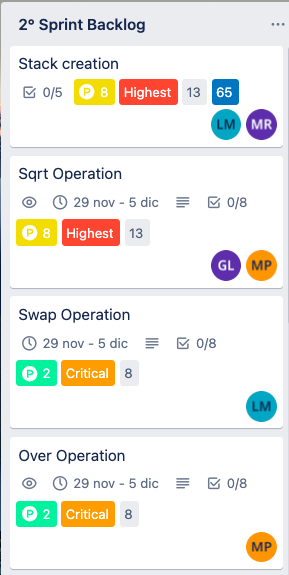 2° Sprint Backlog ...
Stack creation
0/5 P 8 Highest 13 65
LM MR
Sqrt Operation
29 nov - 5 dic 0/8
P 8 Highest 13
GL MP
Swap Operation
29 nov - 5 dic 0/8
P 2 Critical 8
LM
Over Operation
29 nov - 5 dic 0/8
P 2 Critical 8
MP